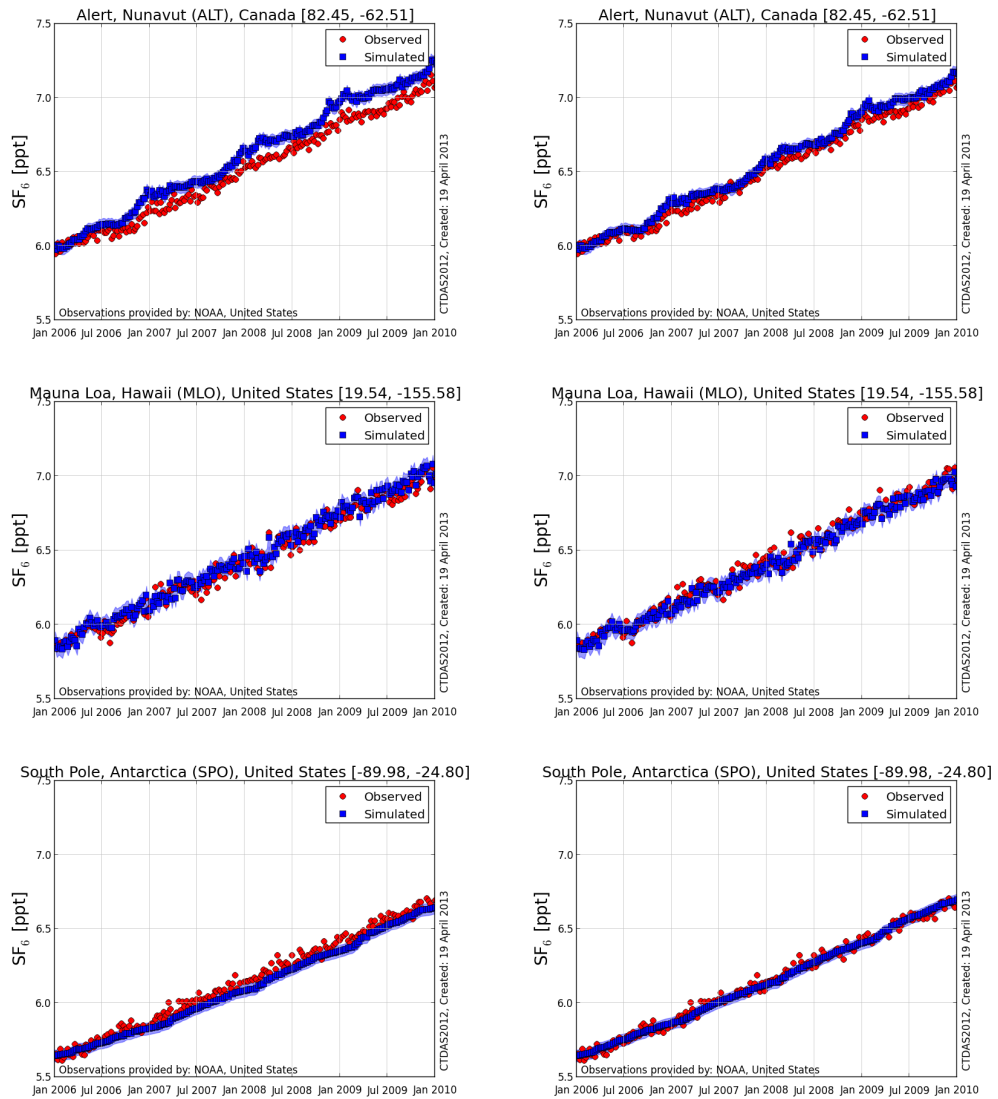 Alert, Nunavut (ALT), Canada [82.45, -62.51]
7.5
7.0
6.5
6.0
5.5
SF6 [ppt]
Observed
Simulated
Observations provided by: NOAA, United States
CTDAS2012, Created: 19 April 2013
Jan 2006 Jul 2006 Jan 2007 Jul 2007 Jan 2008 Jul 2008 Jan 2009 Jul 2009 Jan 2010
Alert, Nunavut (ALT), Canada [82.45, -62.51]
7.5
7.0
6.5
6.0
5.5
SF6 [ppt]
Observed
Simulated
Observations provided by: NOAA, United States
CTDAS2012, Created: 19 April 2013
Jan 2006 Jul 2006 Jan 2007 Jul 2007 Jan 2008 Jul 2008 Jan 2009 Jul 2009 Jan 2010
Mauna Loa, Hawaii (MLO), United States [19.54, -155.58]
7.5
7.0
6.5
6.0
5.5
SF6 [ppt]
Observed
Simulated
Observations provided by: NOAA, United States
CTDAS2012, Created: 19 April 2013
Jan 2006 Jul 2006 Jan 2007 Jul 2007 Jan 2008 Jul 2008 Jan 2009 Jul 2009 Jan 2010
Mauna Loa, Hawaii (MLO), United States [19.54, -155.58]
7.5
7.0
6.5
6.0
5.5
SF6 [ppt]
Observed
Simulated
Observations provided by: NOAA, United States
CTDAS2012, Created: 19 April 2013
Jan 2006 Jul 2006 Jan 2007 Jul 2007 Jan 2008 Jul 2008 Jan 2009 Jul 2009 Jan 2010
South Pole, Antarctica (SPO), United States [-89.98, -24.80]
7.5
7.0
6.5
6.0
5.5
SF6 [ppt]
Observed
Simulated
Observations provided by: NOAA, United States
CTDAS2012, Created: 19 April 2013
Jan 2006 Jul 2006 Jan 2007 Jul 2007 Jan 2008 Jul 2008 Jan 2009 Jul 2009 Jan 2010
South Pole, Antarctica (SPO), United States [-89.98, -24.80]
7.5
7.0
6.5
6.0
5.5
SF6 [ppt]
Observed
Simulated
Observations provided by: NOAA, United States
CTDAS2012, Created: 19 April 2013
Jan 2006 Jul 2006 Jan 2007 Jul 2007 Jan 2008 Jul 2008 Jan 2009 Jul 2009 Jan 2010